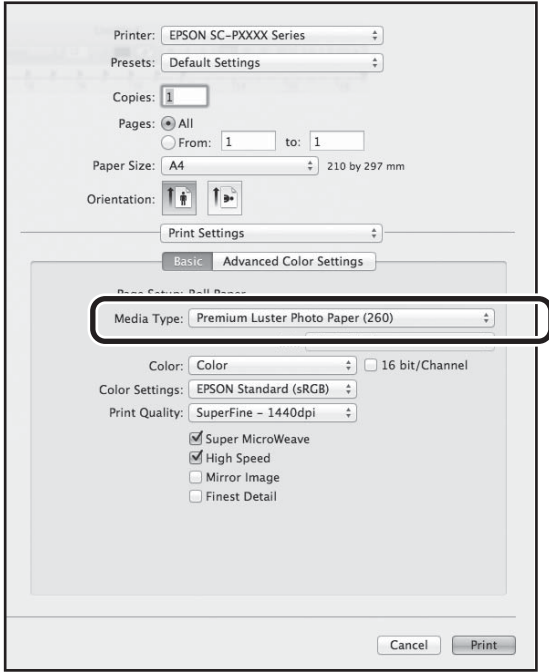 Printer: EPSON SC-PXXXX Series
Presets: Default Settings
Copies: 1
Pages: All
From: 1 to: 1
Paper Size: A4 210 by 297 mm
Orientation:
Print Settings
Basic Advanced Color Settings
Page Setup: Roll Paper
Media Type: Premium Luster Photo Paper (260)
Color: Color 16 bit/Channel
Color Settings: EPSON Standard (sRGB)
Print Quality: SuperFine - 1440dpi
Super MicroWeave
High Speed
Mirror Image
Finest Detail
Cancel Print